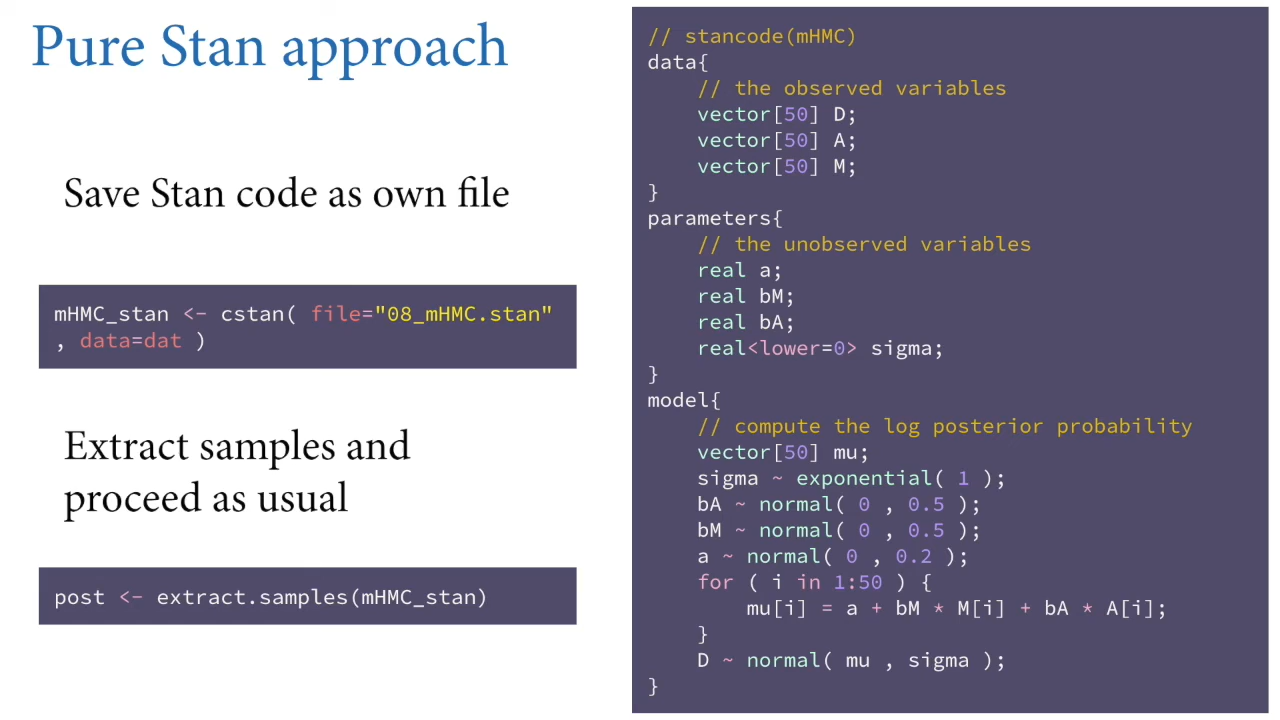 Pure Stan approach
Save Stan code as own file
mHMC_stan <- cstan( file="08_mHMC.stan"
, data=dat )
Extract samples and
proceed as usual
post <- extract.samples(mHMC_stan)
// stancode(mHMC)
data{
    // the observed variables
    vector[50] D;
    vector[50] A;
    vector[50] M;
}
parameters{
    // the unobserved variables
    real a;
    real bM;
    real bA;
    real<lower=0> sigma;
}
model{
    // compute the log posterior probability
    vector[50] mu;
    sigma ~ exponential( 1 );
    bA ~ normal( 0 , 0.5 );
    bM ~ normal( 0 , 0.5 );
    a ~ normal( 0 , 0.2 );
    for ( i in 1:50 ) {
        mu[i] = a + bM * M[i] + bA * A[i];
    }
    D ~ normal( mu , sigma );
}